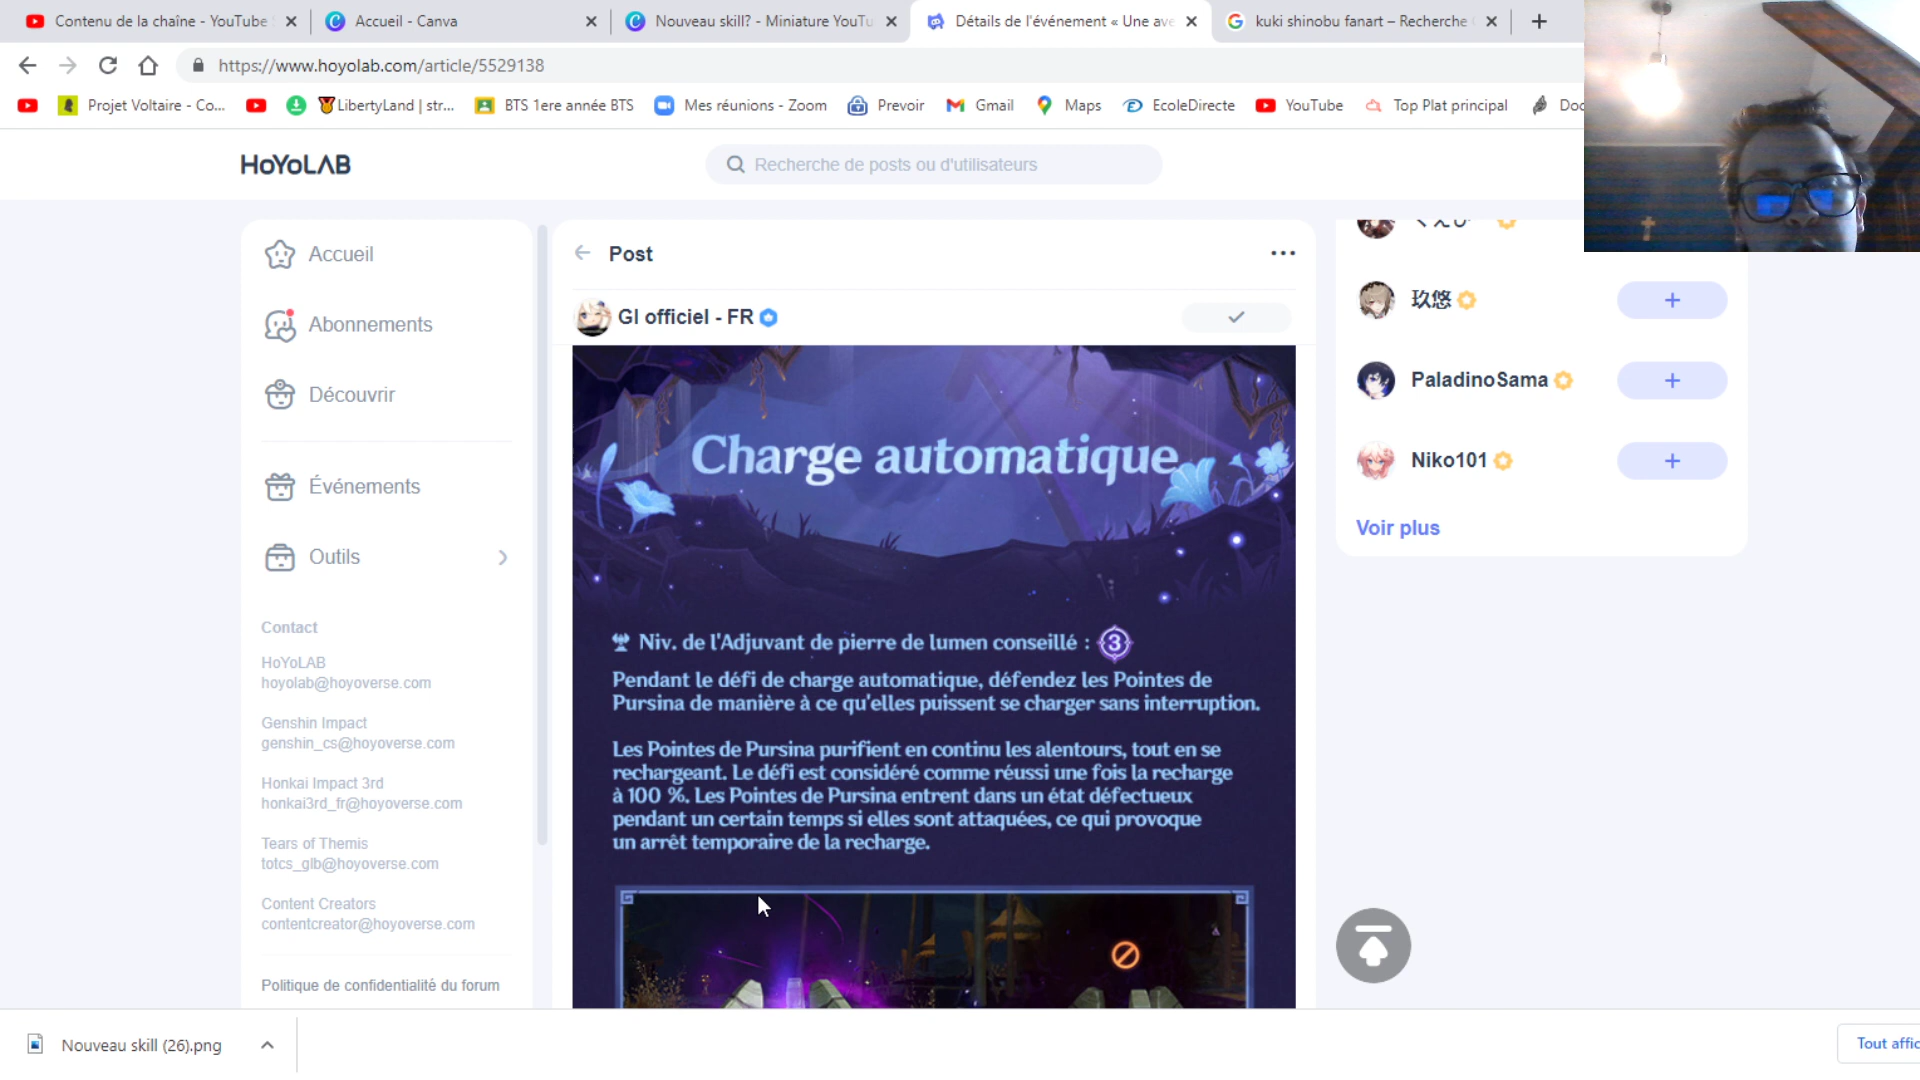 Contenu de la chaîne - YouTube
Accueil - Canva
Nouveau skill? - Miniature YouTu
Détails de l'événement « Une ave
kuki shinobu fanart – Recherche
https://www.hoyolab.com/article/5529138
Projet Voltaire - Co...
LibertyLand | str...
BTS 1ere année BTS
Mes réunions - Zoom
Prevoir
Gmail
Maps
EcoleDirecte
YouTube
Top Plat principal
Doc
HoYoLAB
Recherche de posts ou d'utilisateurs
Accueil
Abonnements
Découvrir
Événements
Outils
Contact
HoYoLAB
hoyolab@hoyoverse.com
Genshin Impact
genshin_cs@hoyoverse.com
Honkai Impact 3rd
honkai3rd_fr@hoyoverse.com
Tears of Themis
totcs_glb@hoyoverse.com
Content Creators
contentcreator@hoyoverse.com
Politique de confidentialité du forum
Post
GI officiel - FR
Charge automatique
Niv. de l'Adjuvant de pierre de lumen conseillé : 3
Pendant le défi de charge automatique, défendez les Pointes de
Pursina de manière à ce qu'elles puissent se charger sans interruption.
Les Pointes de Pursina purifient en continu les alentours, tout en se
rechargeant. Le défi est considéré comme réussi une fois la recharge
à 100 %. Les Pointes de Pursina entrent dans un état défectueux
pendant un certain temps si elles sont attaquées, ce qui provoque
un arrêt temporaire de la recharge.
玖悠
PaladinoSama
Niko101
Voir plus
Nouveau skill (26).png
Tout affic